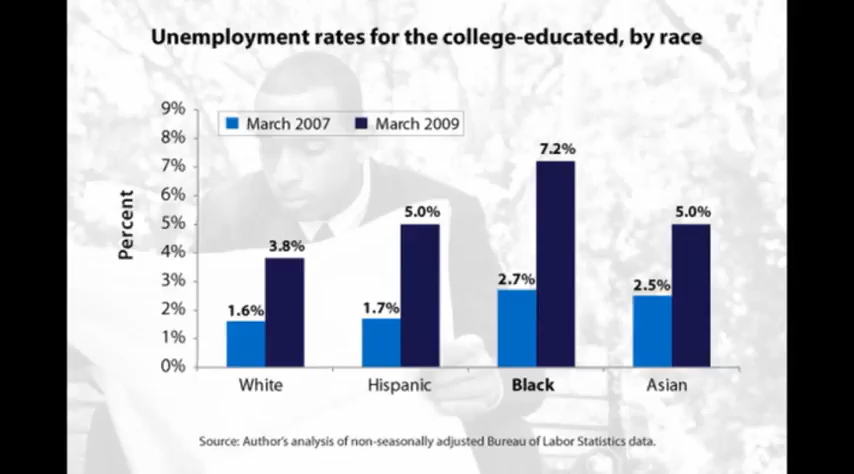 Unemployment rates for the college-educated, by race
9%
8%
7%
6%
5%
4%
3%
2%
1%
0%
Percent
March 2007 March 2009
1.6% 3.8% 1.7% 5.0% 2.7% 7.2% 2.5% 5.0%
White Hispanic Black Asian
Source: Author's analysis of non-seasonally adjusted Bureau of Labor Statistics data.